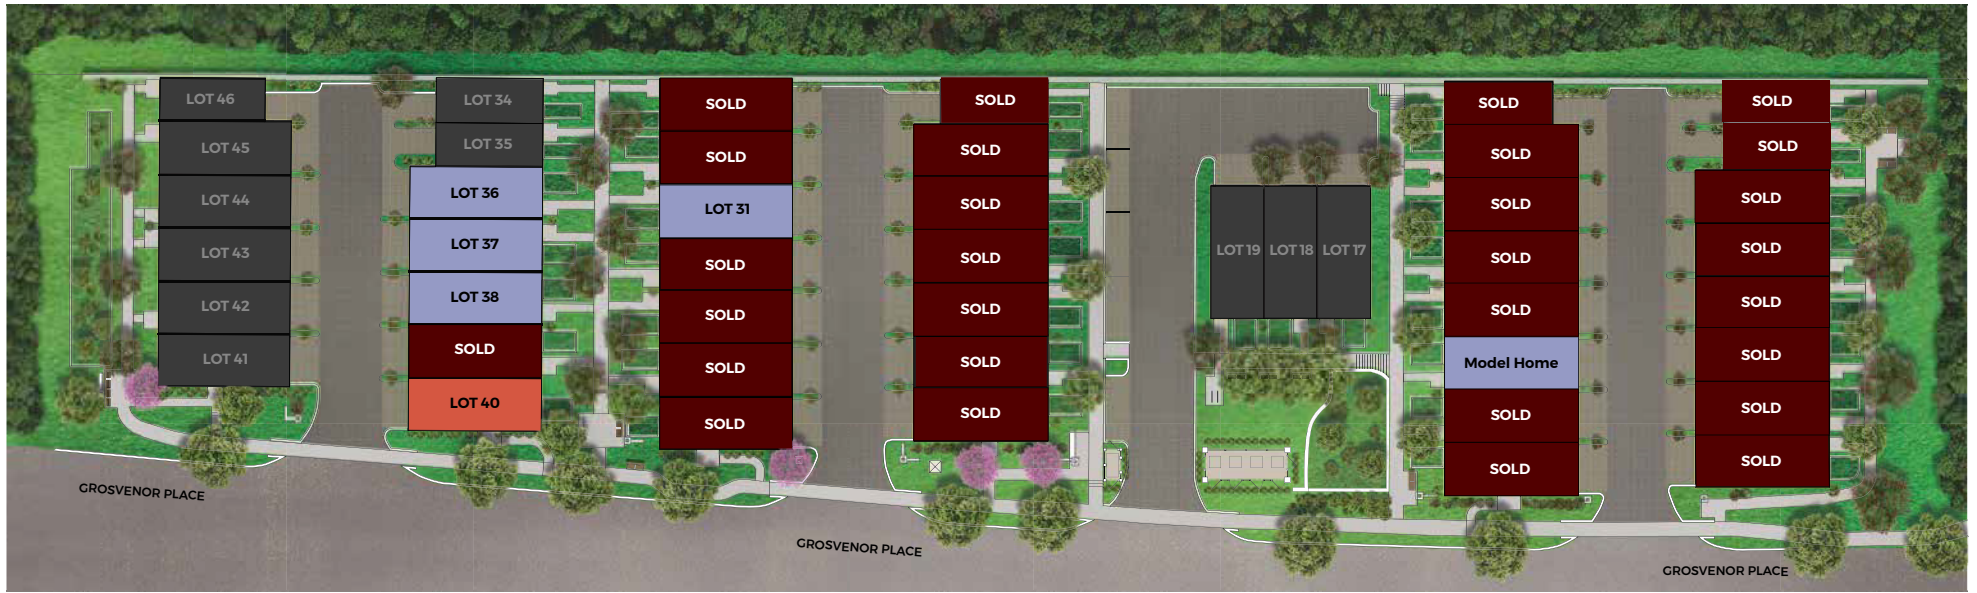 LOT 46
LOT 45
LOT 44
LOT 43
LOT 42
LOT 41
LOT 34
LOT 35
LOT 36
LOT 37
LOT 38
SOLD
LOT 40
SOLD
SOLD
LOT 31
SOLD
SOLD
SOLD
SOLD
SOLD
SOLD
SOLD
SOLD
SOLD
SOLD
SOLD
LOT 19 LOT 18 LOT 17
SOLD
SOLD
SOLD
SOLD
SOLD
Model Home
SOLD
SOLD
SOLD
SOLD
SOLD
SOLD
SOLD
SOLD
SOLD
SOLD
GROSVENOR PLACE
GROSVENOR PLACE
GROSVENOR PLACE